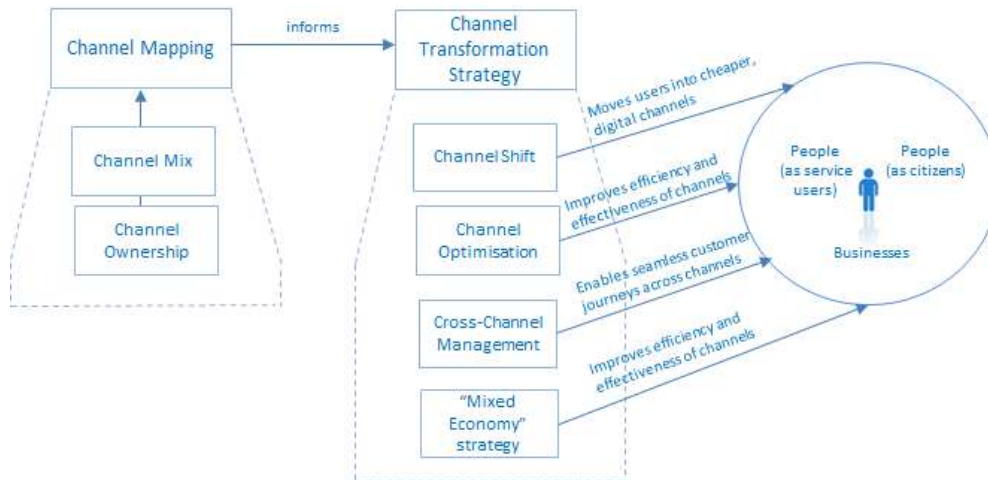 Channel Mapping
informs
Channel
Transformation
Strategy
Channel Mix
Channel
Ownership
Channel Shift
Moves users into cheaper,
digital channels
Channel
Optimisation
Improves efficiency and
effectiveness of channels
Cross-Channel
Management
Enables seamless customer
journeys across channels
"Mixed
Economy"
strategy
Improves efficiency and
effectiveness of channels
People
(as service
users)
People
(as citizens)
Businesses